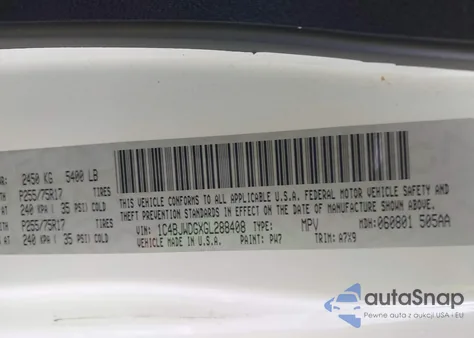 AR: 2450 KG 5400 LB
P255/75R17 TIRES
240 KPA ( 35 PSI) COLD
P255/75R17 TIRES
240 KPA ( 35 PSI) COLD
THIS VEHICLE CONFORMS TO ALL APPLICABLE U.S.A. FEDERAL MOTOR VEHICLE SAFETY AND
THEFT PREVENTION STANDARDS IN EFFECT ON THE DATE OF MANUFACTURE SHOWN ABOVE.
VIN: 1C4BJWDGXGL288408 TYPE: MPV MDH: 060801 505AA
VEHICLE MADE IN U.S.A. PAINT: PW7 TRIM: A7X9
autoSnap
Pewne auta z aukcji USA i EU